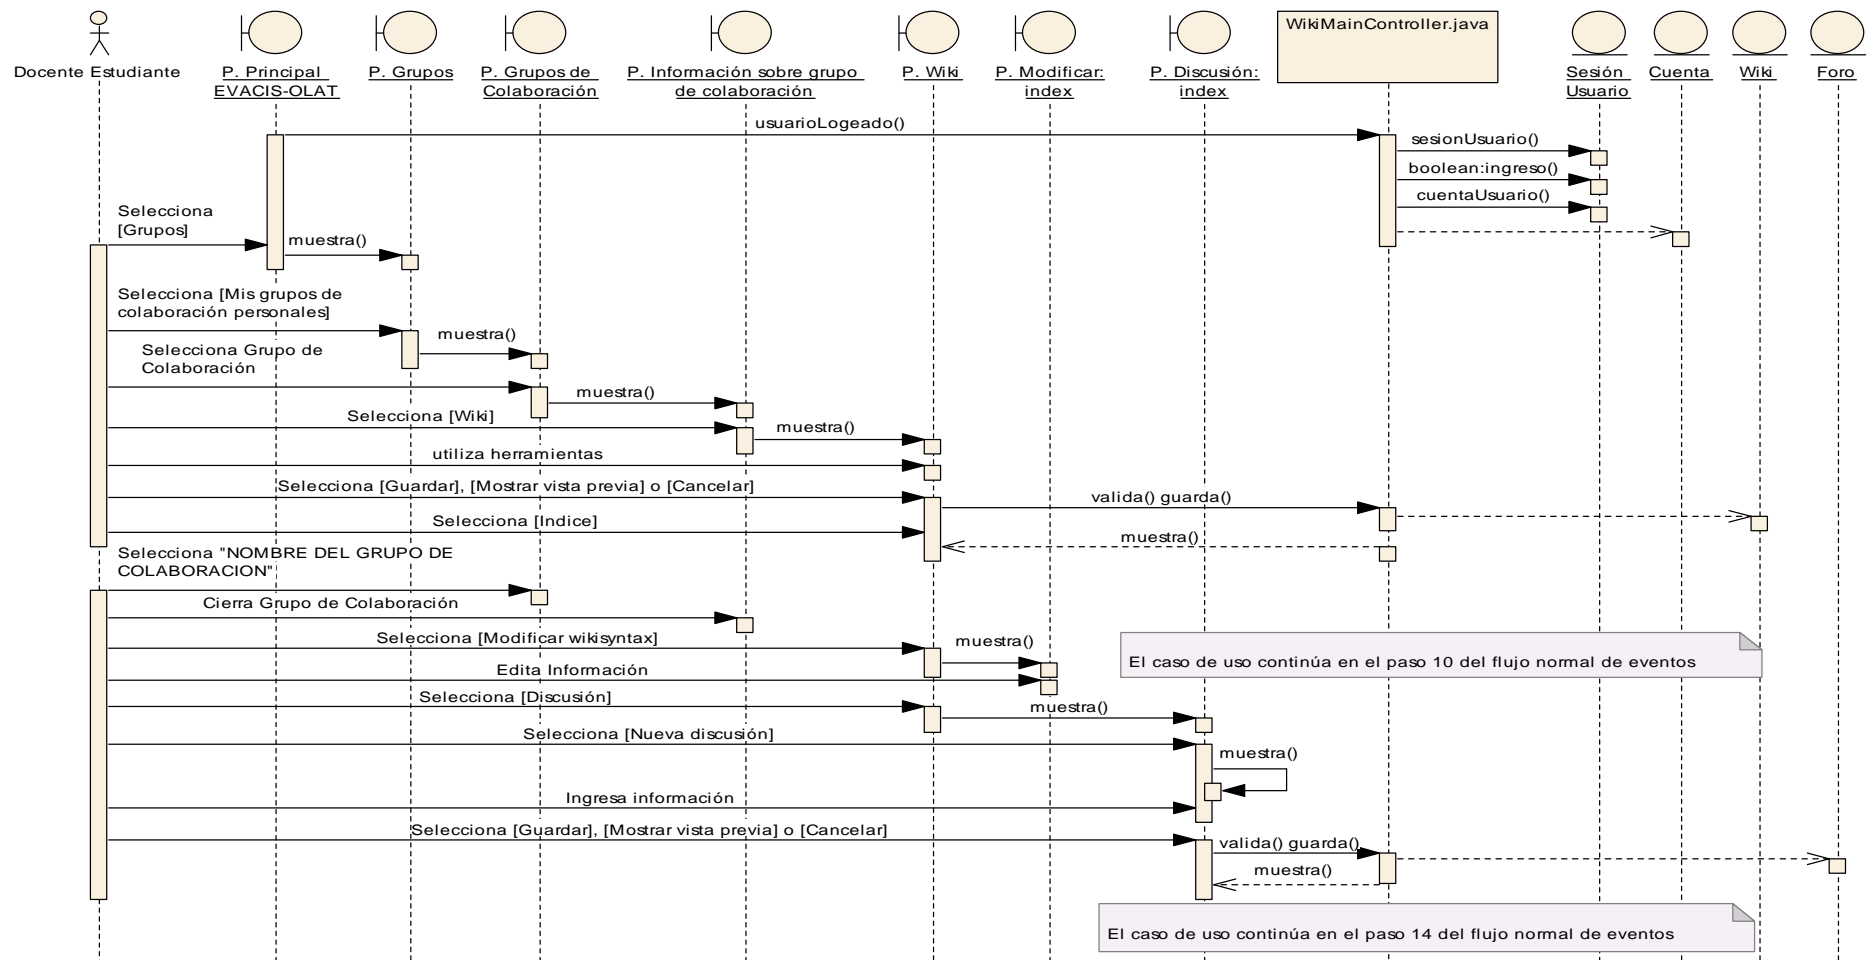 Docente Estudiante
P. Principal
EVACIS-OLAT
P. Grupos
P. Grupos de
Colaboración
P. Información sobre grupo
de colaboración
P. Wiki
P. Modificar:
index
P. Discusión:
index
WikiMainController.java
Sesión
Usuario
Cuenta
Wiki
Foro
usuarioLogeado()
sesionUsuario()
boolean:ingreso()
cuentaUsuario()
Selecciona
[Grupos]
muestra()
Selecciona [Mis grupos de
colaboración personales]
muestra()
Selecciona Grupo de
Colaboración
muestra()
Selecciona [Wiki]
muestra()
utiliza herramientas
Selecciona [Guardar], [Mostrar vista previa] o [Cancelar]
valida() guarda()
Selecciona [Indice]
muestra()
Selecciona "NOMBRE DEL GRUPO DE
COLABORACION"
Cierra Grupo de Colaboración
Selecciona [Modificar wikisyntax]
muestra()
El caso de uso continúa en el paso 10 del flujo normal de eventos
Edita Información
Selecciona [Discusión]
muestra()
Selecciona [Nueva discusión]
muestra()
Ingresa información
Selecciona [Guardar], [Mostrar vista previa] o [Cancelar]
valida() guarda()
muestra()
El caso de uso continúa en el paso 14 del flujo normal de eventos